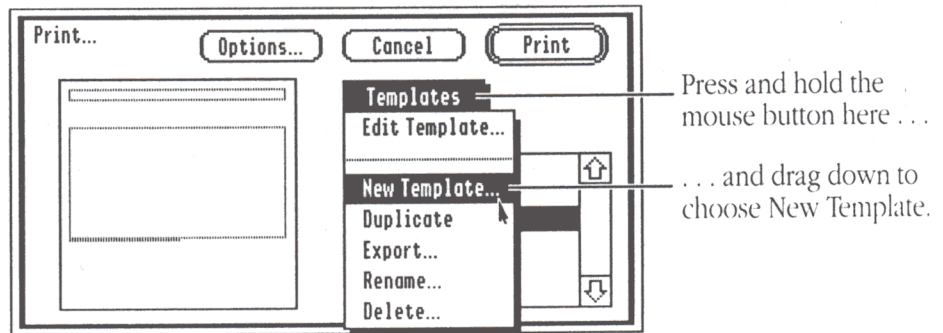 Print...
Options...
Cancel
Print
Templates
Edit Template...
New Template...
Duplicate
Export...
Rename...
Delete...
Press and hold the
mouse button here . . .
. . . and drag down to
choose New Template.